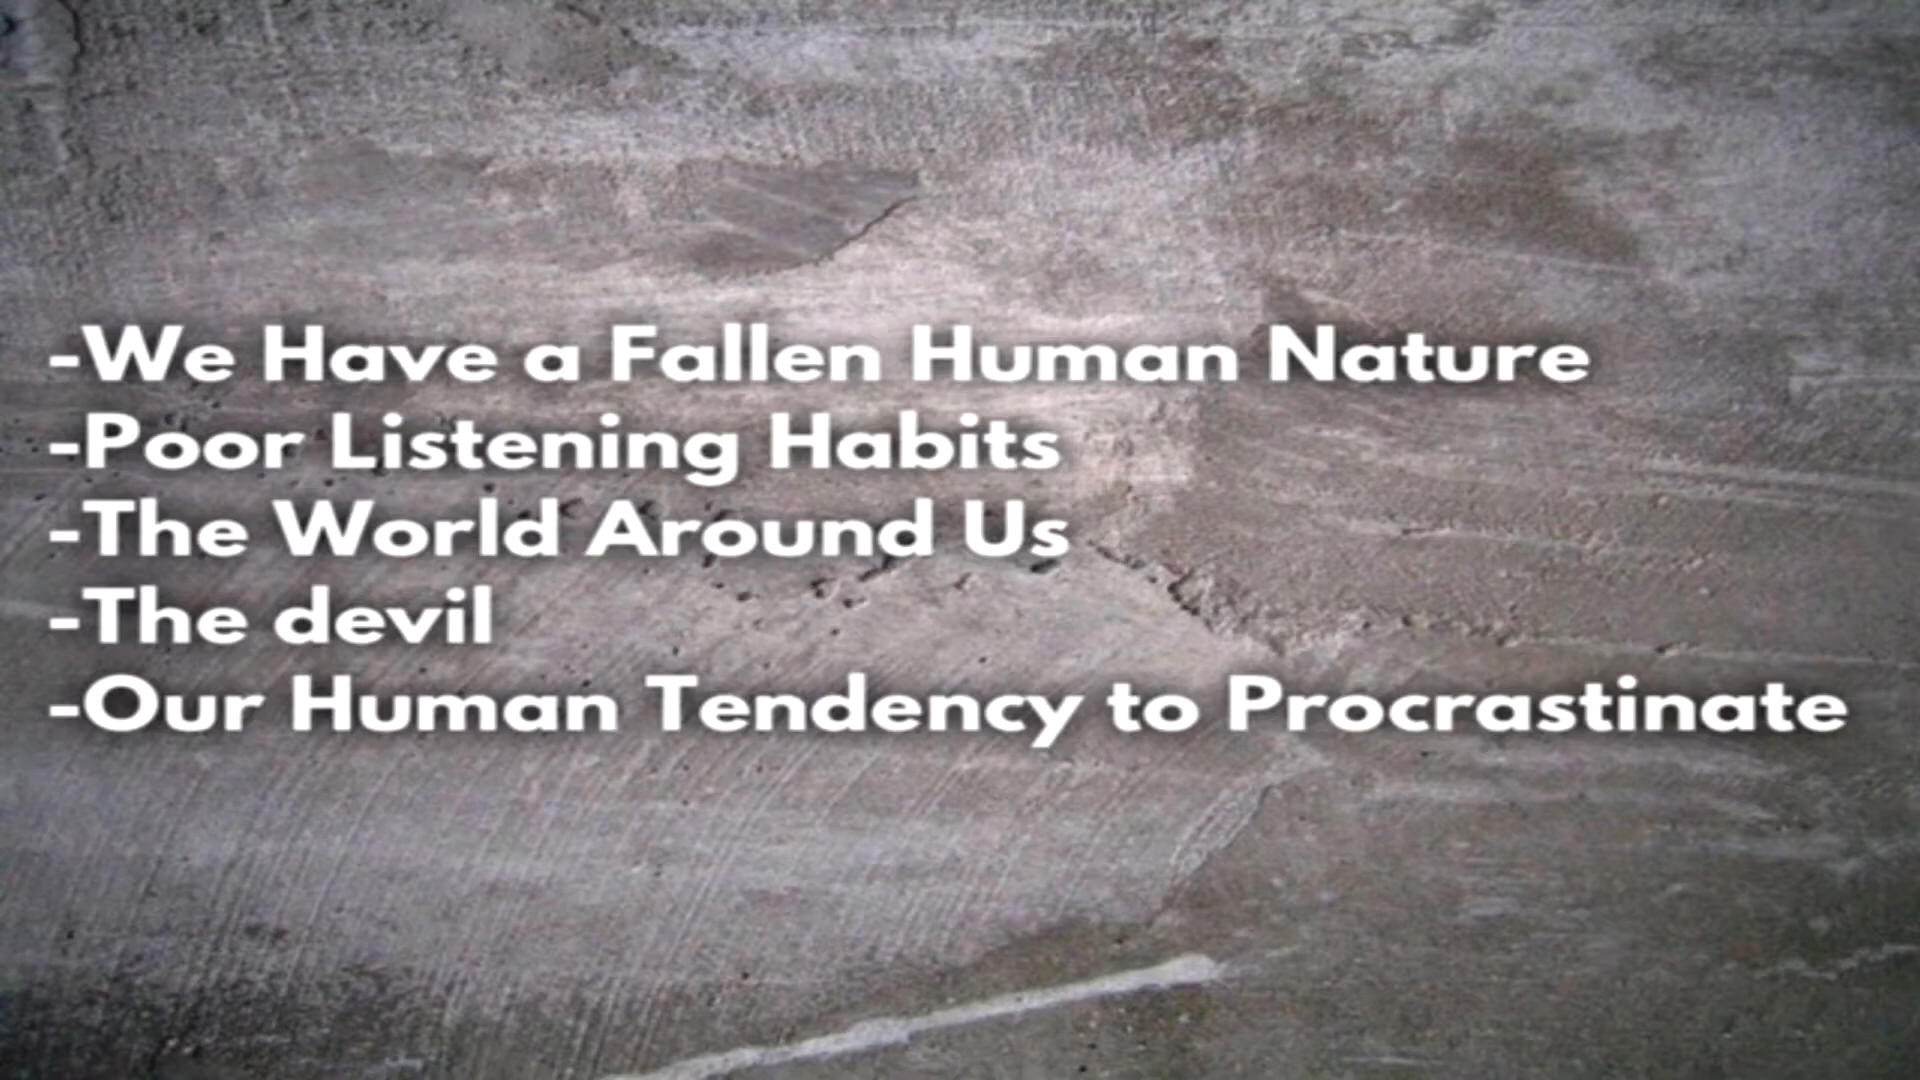 -We Have a Fallen Human Nature
-Poor Listening Habits
-The World Around Us
-The devil
-Our Human Tendency to Procrastinate